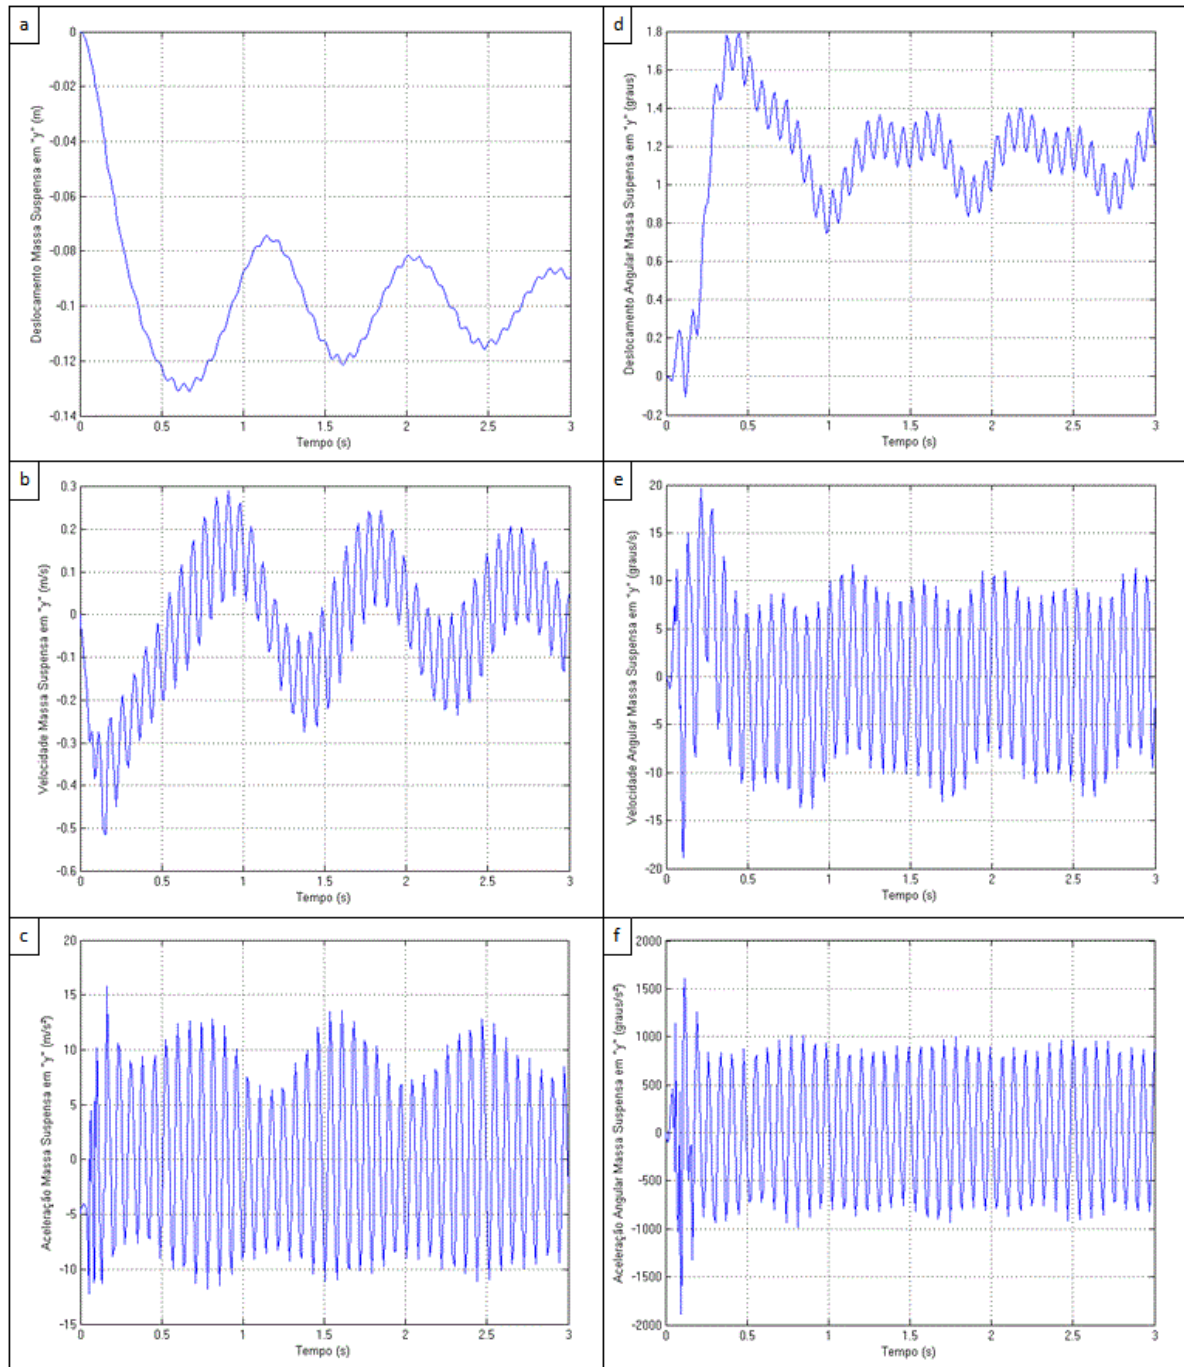 a
0
-0.02
-0.04
-0.06
-0.08
-0.1
-0.12
-0.14
Deslocamento Massa Suspensa em "y" (m)
0 0.5 1 1.5 2 2.5 3
Tempo (s)
d
1.8
1.6
1.4
1.2
1
0.8
0.6
0.4
0.2
0
-0.2
Deslocamento Angular Massa Suspensa em "y" (graus)
0 0.5 1 1.5 2 2.5 3
Tempo (s)
b
0.3
0.2
0.1
0
-0.1
-0.2
-0.3
-0.4
-0.5
-0.6
Velocidade Massa Suspensa em "y" (m/s)
0 0.5 1 1.5 2 2.5 3
Tempo (s)
e
20
15
10
5
0
-5
-10
-15
-20
Velocidade Angular Massa Suspensa em "y" (graus/s)
0 0.5 1 1.5 2 2.5 3
Tempo (s)
c
20
15
10
5
0
-5
-10
-15
Aceleração Massa Suspensa em "y" (m/s²)
0 0.5 1 1.5 2 2.5 3
Tempo (s)
f
2000
1500
1000
500
0
-500
-1000
-1500
-2000
Aceleração Angular Massa Suspensa em "y" (graus/s²)
0 0.5 1 1.5 2 2.5 3
Tempo (s)